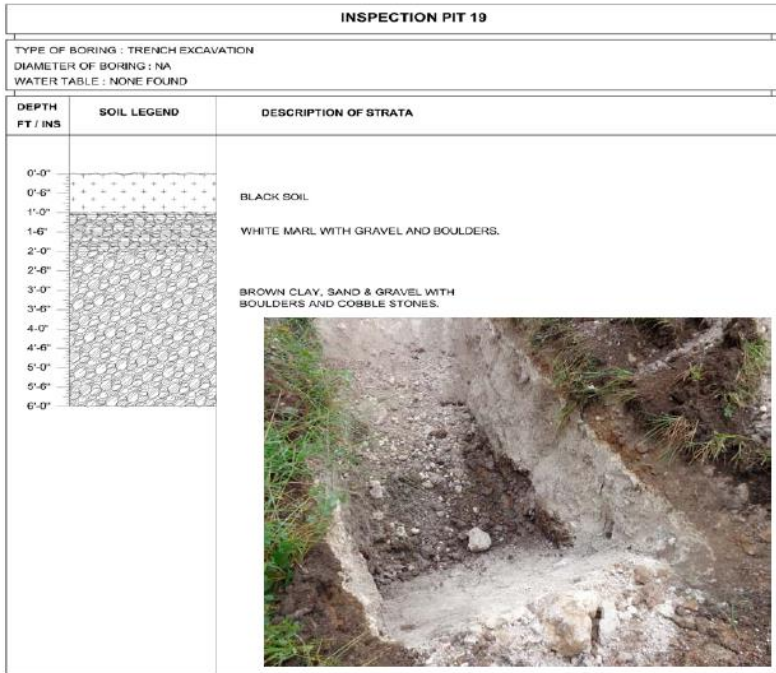 INSPECTION PIT 19
TYPE OF BORING : TRENCH EXCAVATION
DIAMETER OF BORING : NA
WATER TABLE : NONE FOUND
DEPTH
FT / INS
SOIL LEGEND
DESCRIPTION OF STRATA
0'-0"
0'-6"
BLACK SOIL
1'-0"
1-6"
WHITE MARL WITH GRAVEL AND BOULDERS.
2'-0"
2'-6"
3'-0"
BROWN CLAY, SAND & GRAVEL WITH
BOULDERS AND COBBLE STONES.
3'-6"
4-0"
4'-6"
5'-0"
5'-6"
6'-0"